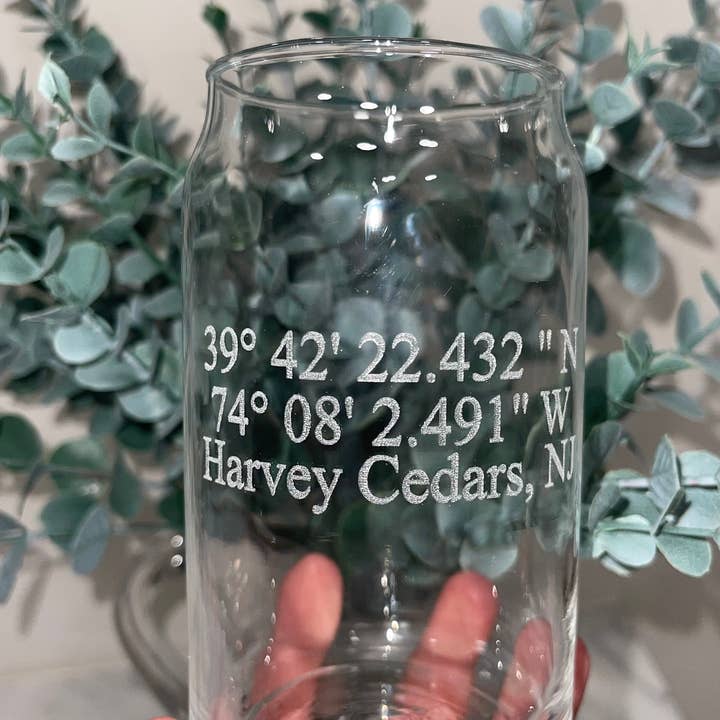 39° 42' 22.432 " N
74° 08' 2.491" W
Harvey Cedars, NJ